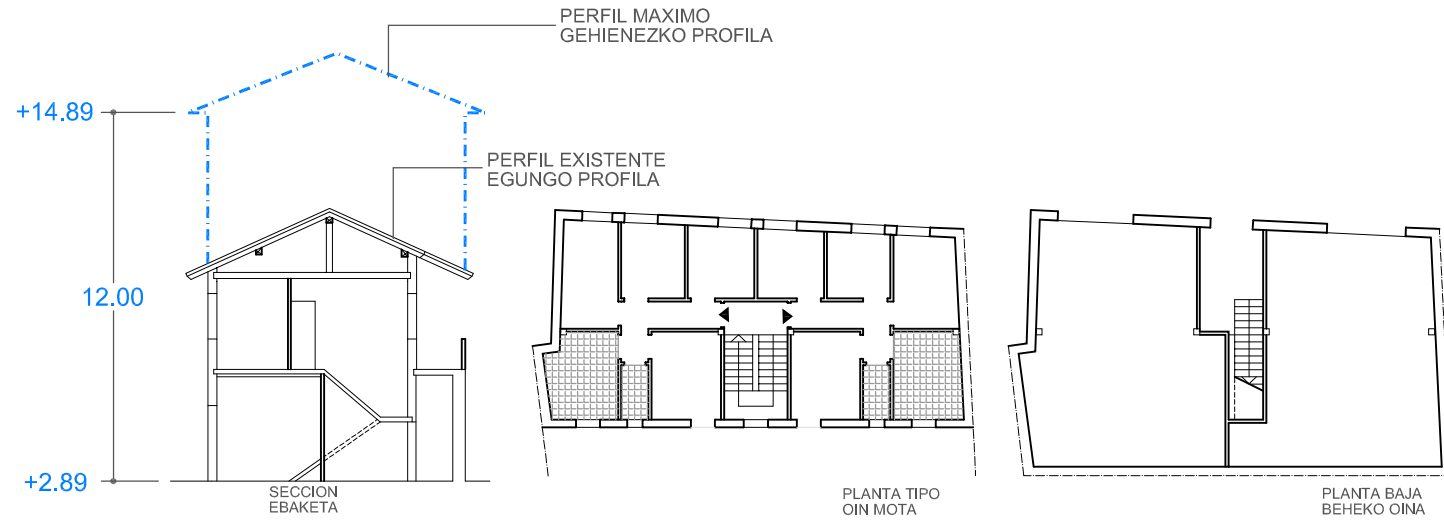 PERFIL MAXIMO
GEHIENEZKO PROFILA
+14.89
PERFIL EXISTENTE
EGUNGO PROFILA
12.00
+2.89
SECCION
EBAKETA
PLANTA TIPO
OIN MOTA
PLANTA BAJA
BEHEKO OINA